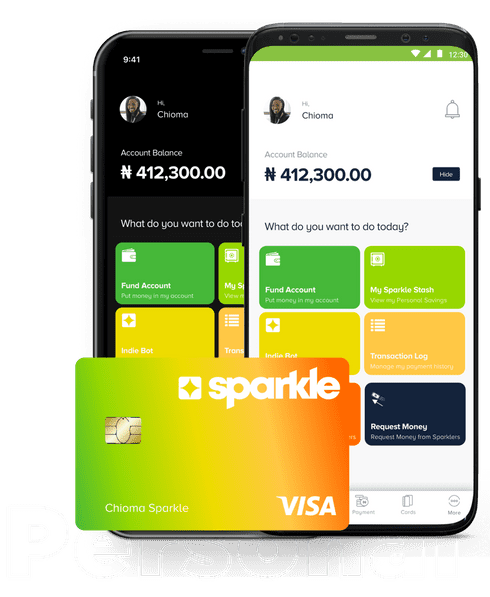 9:41
Hi,
Chioma
Account Balance
₦ 412,300.00
What do you want to do to
Fund Account
Put money in my account
My Sp
View m
Indie Bot
Trans
12:30
Hi,
Chioma
Account Balance
₦ 412,300.00
Hide
What do you want to do today?
Fund Account
Put money in my account
My Sparkle Stash
View my Personal Savings
Indie Bot
Transaction Log
Manage my payment history
Request Money
Request Money from Sparklers
Payment
Cards
More
sparkle
Chioma Sparkle
VISA
Personal